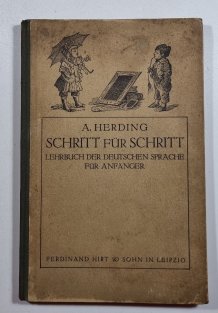 A. HERDING
SCHRITT FÜR SCHRITT
LEHRBUCH DER DEUTSCHEN SPRACHE
FÜR ANFÄNGER
FERDINAND HIRT & SOHN IN LEIPZIG